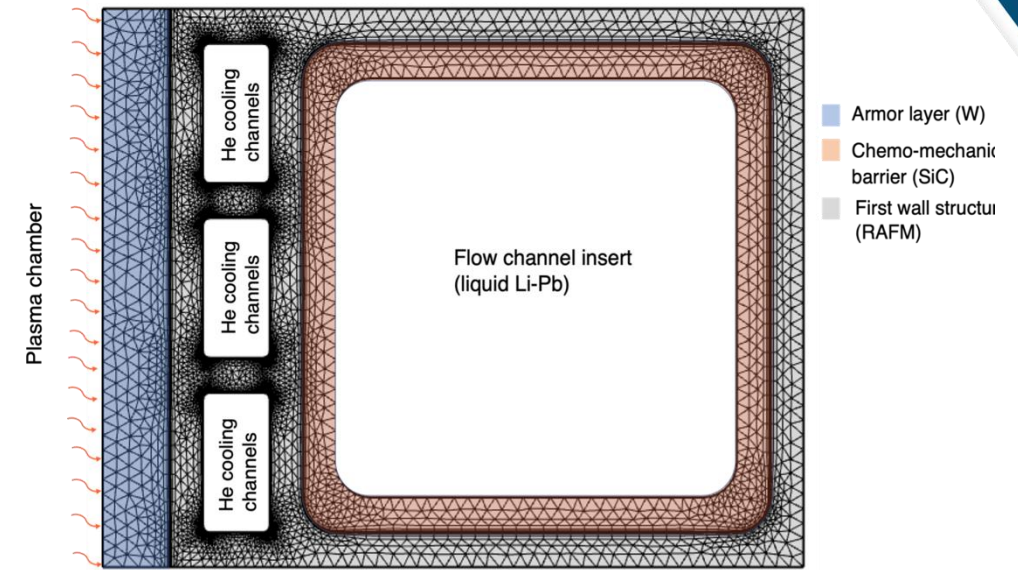 Plasma chamber
He cooling
channels
He cooling
channels
He cooling
channels
Flow channel insert
(liquid Li-Pb)
Armor layer (W)
Chemo-mechanic
barrier (SiC)
First wall structur
(RAFM)